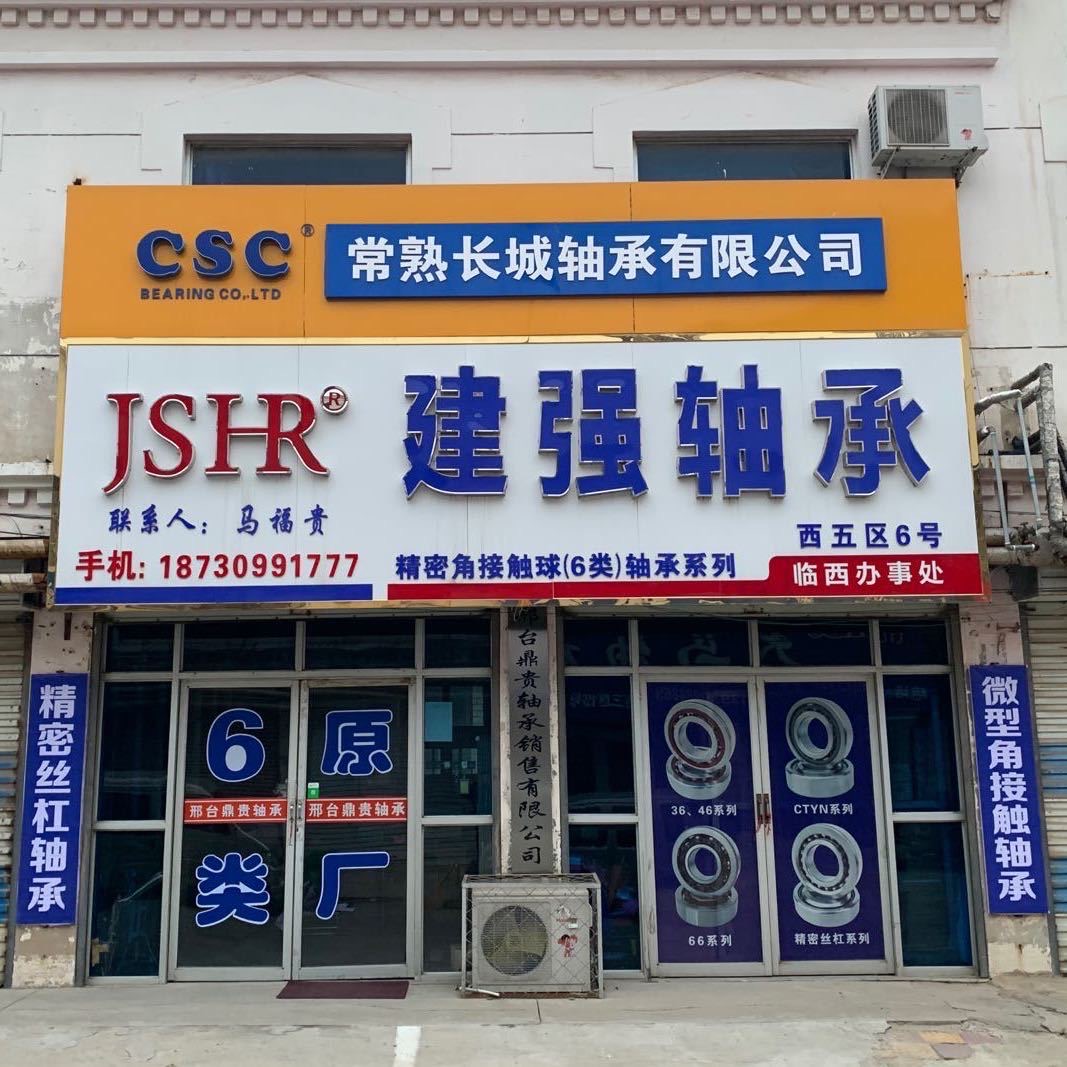 CSC®
BEARING CO,.LTD
常熟长城轴承有限公司
JSHR®
建强轴承
联系人：马福贵
手机：18730991777
精密角接触球(6类)轴承系列
西五区6号
临西办事处
精密丝杠轴承
6类
原厂
邢台鼎贵轴承
邢台鼎贵轴承
邢台鼎贵轴承销售有限公司
36、46系列
CTYN系列
66系列
精密丝杠系列
微型角接触轴承